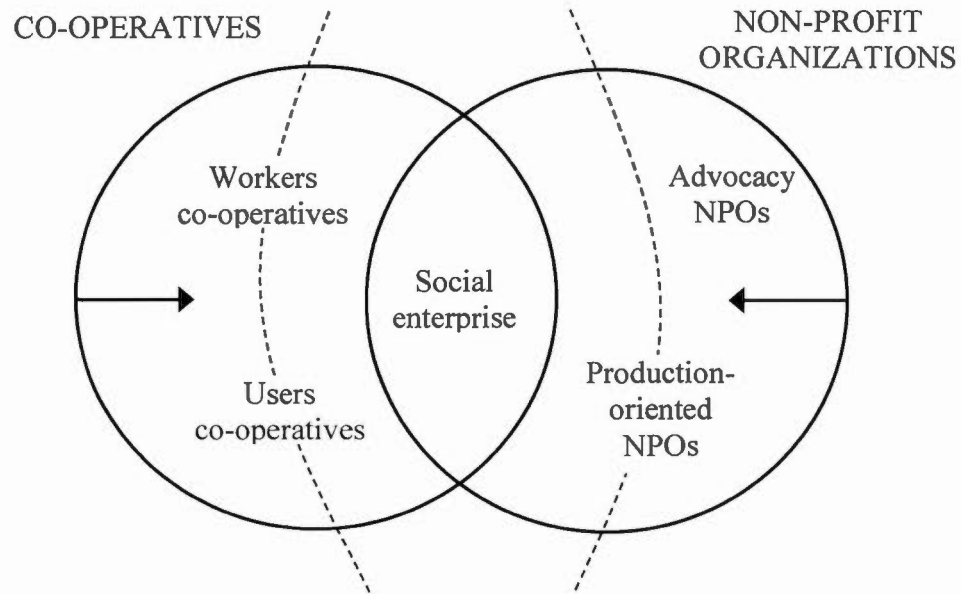 CO-OPERATIVES
NON-PROFIT
ORGANIZATIONS
Workers
co-operatives
Advocacy
NPOs
Social
enterprise
Users
co-operatives
Production-
oriented
NPOs